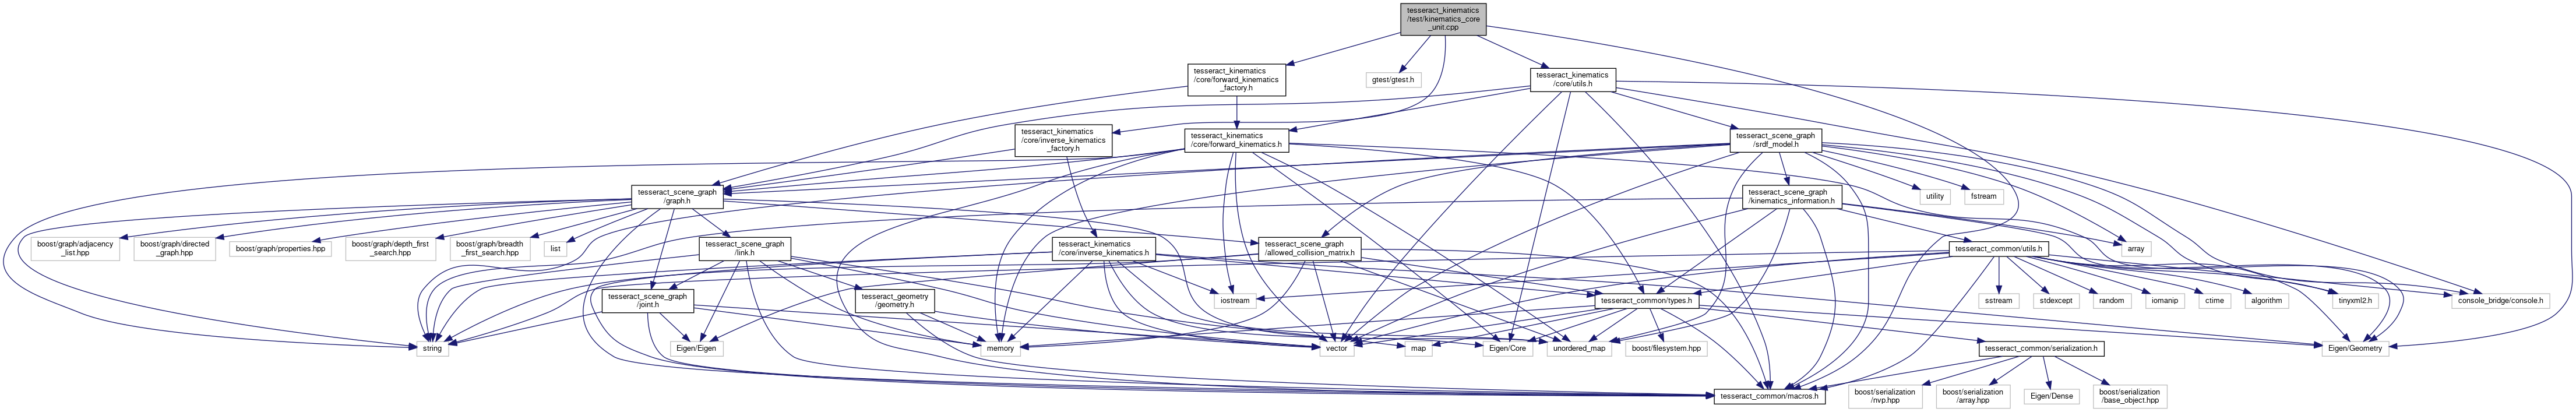 tesseract_kinematics
/test/kinematics_core
_unit.cpp
tesseract_kinematics
/core/forward_kinematics
_factory.h
gtest/gtest.h
tesseract_kinematics
/core/utils.h
tesseract_kinematics
/core/inverse_kinematics
_factory.h
tesseract_kinematics
/core/forward_kinematics.h
tesseract_scene_graph
/srdf_model.h
tesseract_scene_graph
/graph.h
tesseract_scene_graph
/kinematics_information.h
utility
fstream
boost/graph/adjacency
_list.hpp
boost/graph/directed
_graph.hpp
boost/graph/properties.hpp
boost/graph/depth_first
_search.hpp
boost/graph/breadth
_first_search.hpp
list
tesseract_scene_graph
/link.h
tesseract_kinematics
/core/inverse_kinematics.h
tesseract_scene_graph
/allowed_collision_matrix.h
tesseract_common/utils.h
array
tesseract_scene_graph
/joint.h
tesseract_geometry
/geometry.h
iostream
tesseract_common/types.h
sstream
stdexcept
random
iomanip
ctime
algorithm
tinyxml2.h
console_bridge/console.h
string
Eigen/Eigen
memory
vector
map
Eigen/Core
unordered_map
boost/filesystem.hpp
tesseract_common/serialization.h
Eigen/Geometry
tesseract_common/macros.h
boost/serialization
/nvp.hpp
boost/serialization
/array.hpp
Eigen/Dense
boost/serialization
/base_object.hpp